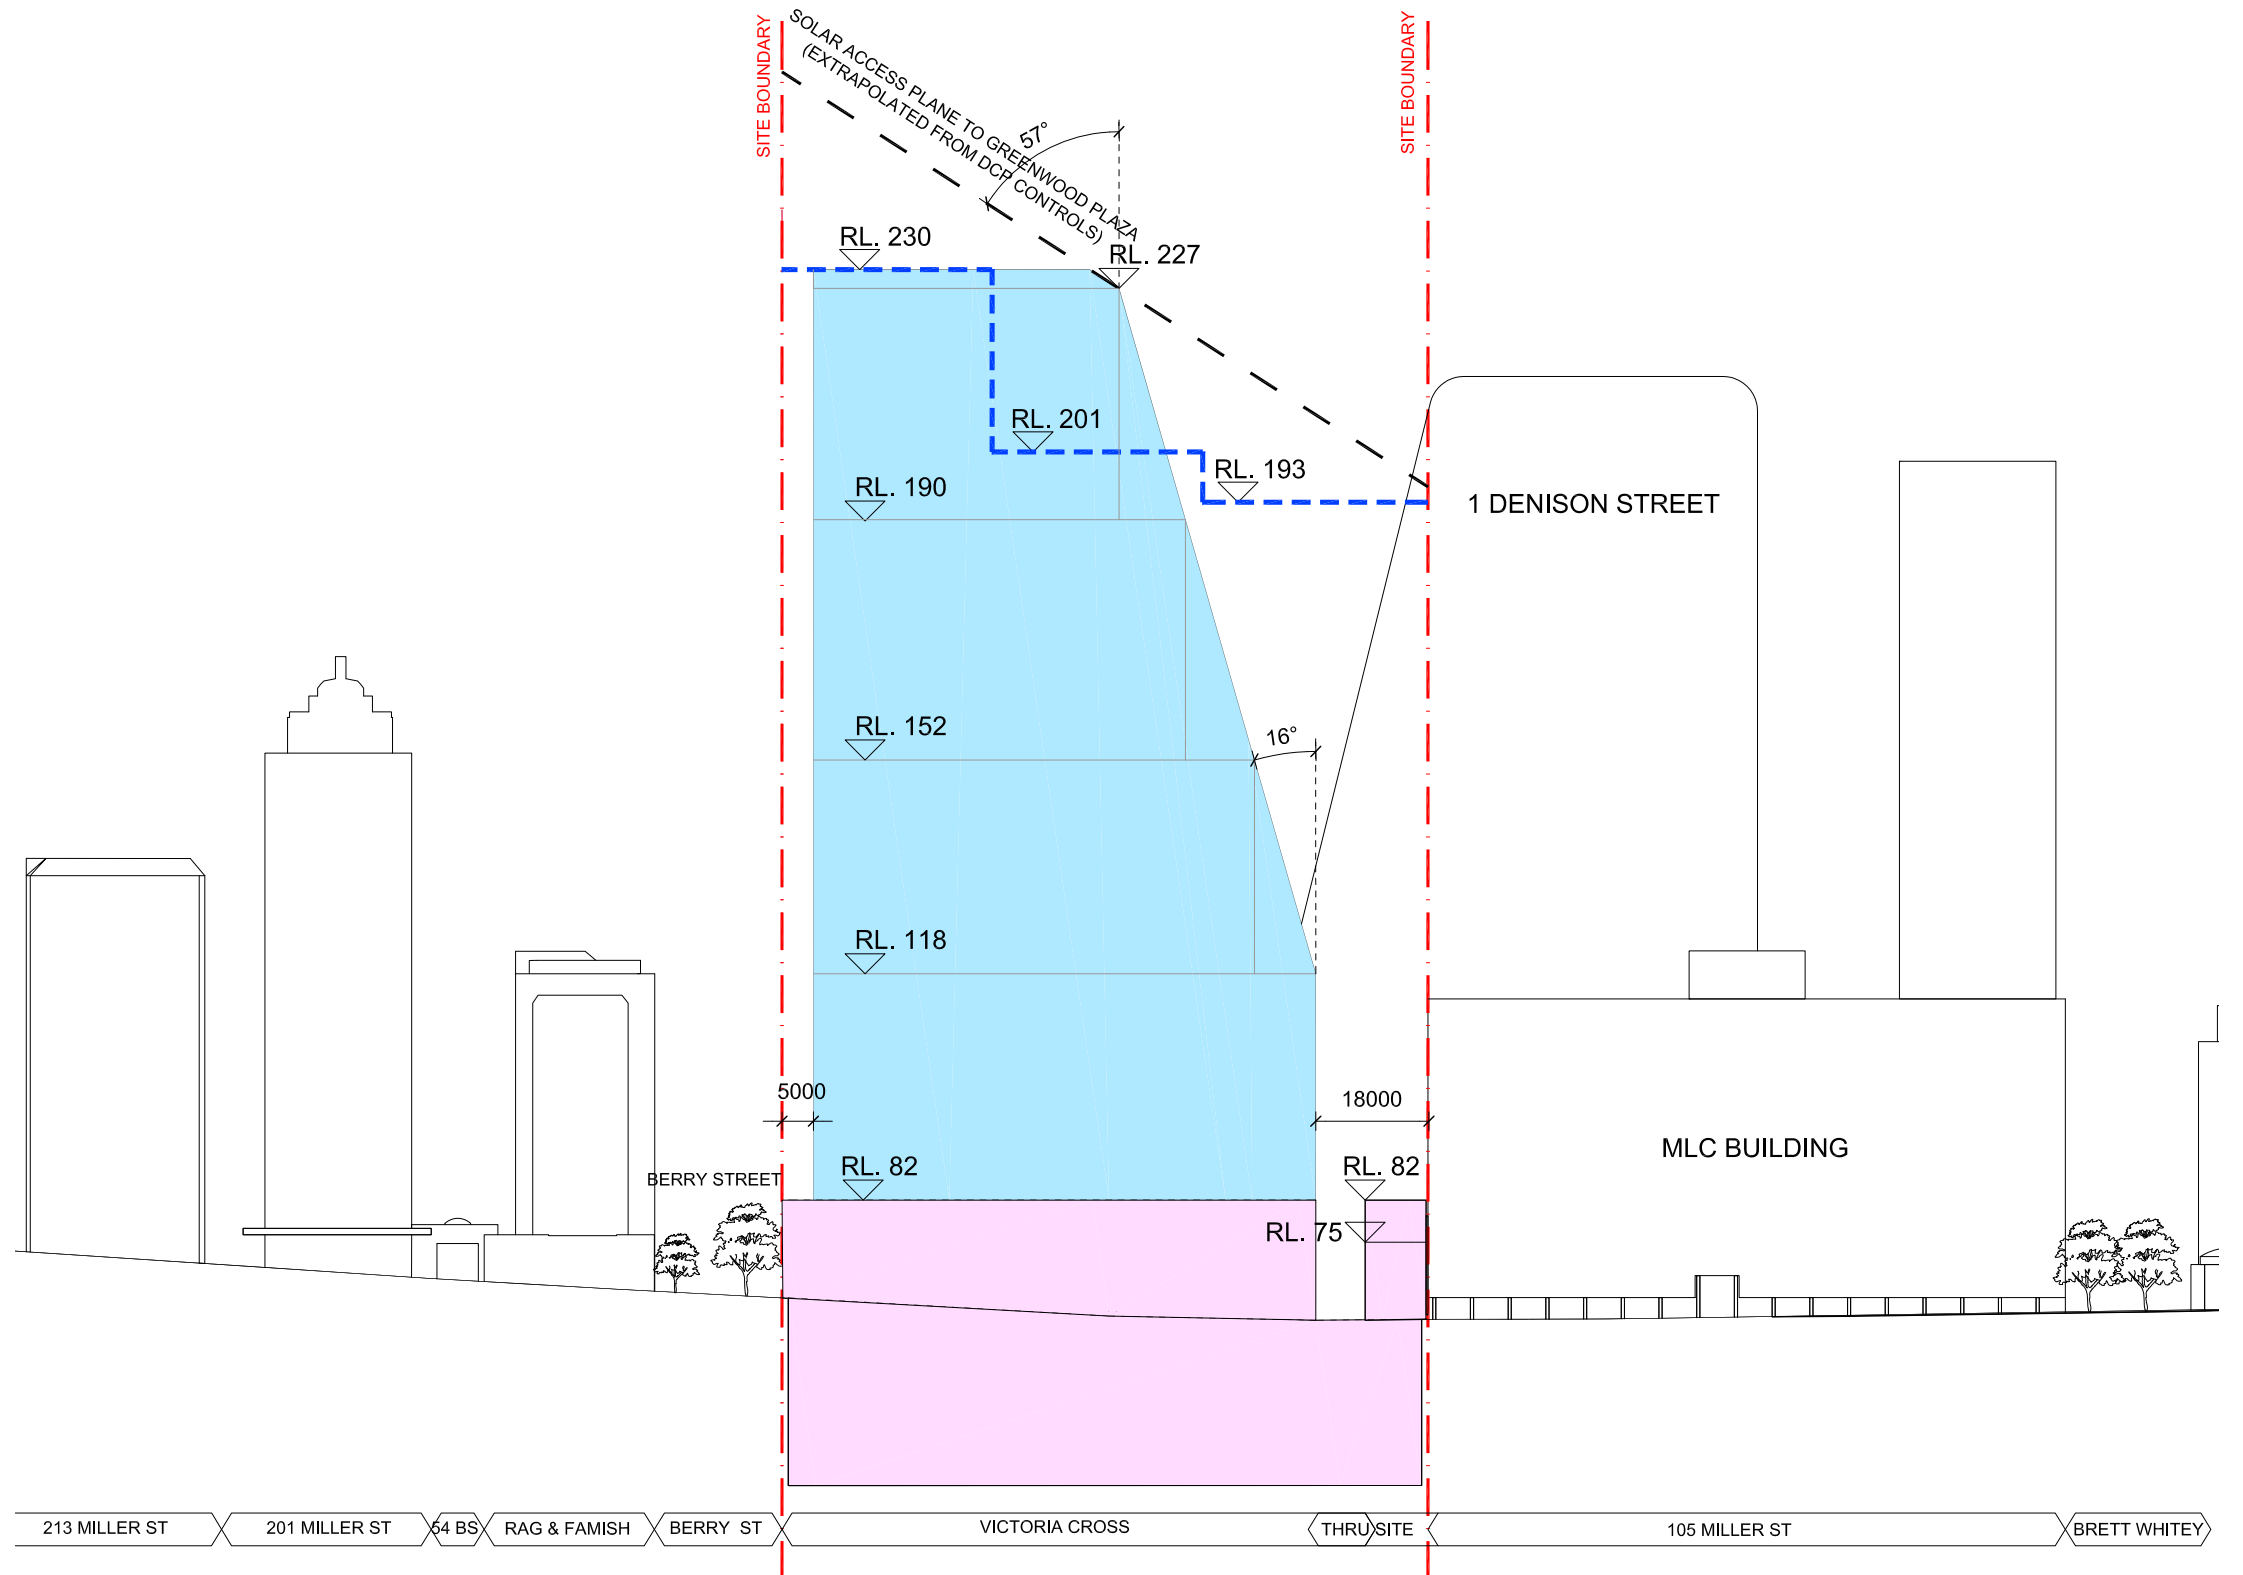 SITE BOUNDARY
SOLAR ACCESS PLANE TO GREENWOOD PLAZA
(EXTRAPOLATED FROM DCP CONTROLS)
SITE BOUNDARY
57°
RL. 230
RL. 227
RL. 201
RL. 193
RL. 190
1 DENISON STREET
RL. 152
16°
RL. 118
5000
18000
MLC BUILDING
RL. 82
RL. 82
BERRY STREET
RL. 75
213 MILLER ST
201 MILLER ST
54 BS
RAG & FAMISH
BERRY ST
VICTORIA CROSS
THRU SITE
105 MILLER ST
BRETT WHITEY